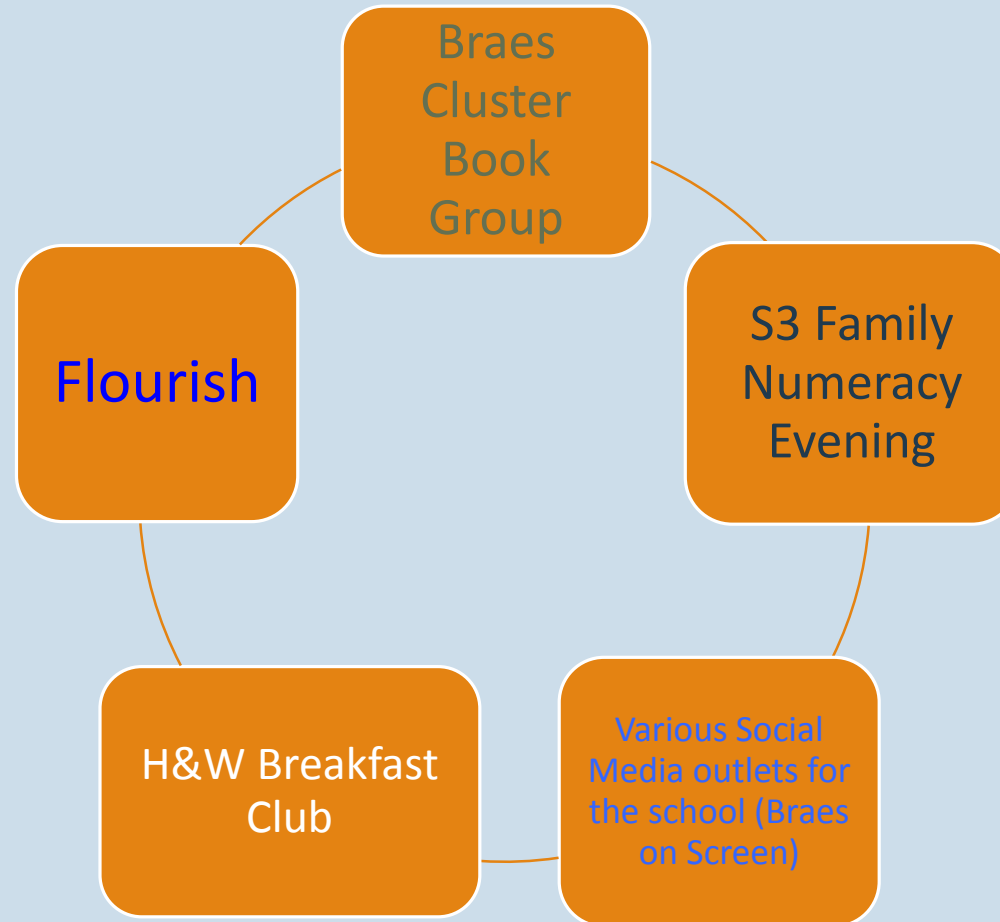 Braes
Cluster
Book
Group
S3 Family
Numeracy
Evening
Various Social
Media outlets for
the school (Braes
on Screen)
H&W Breakfast
Club
Flourish